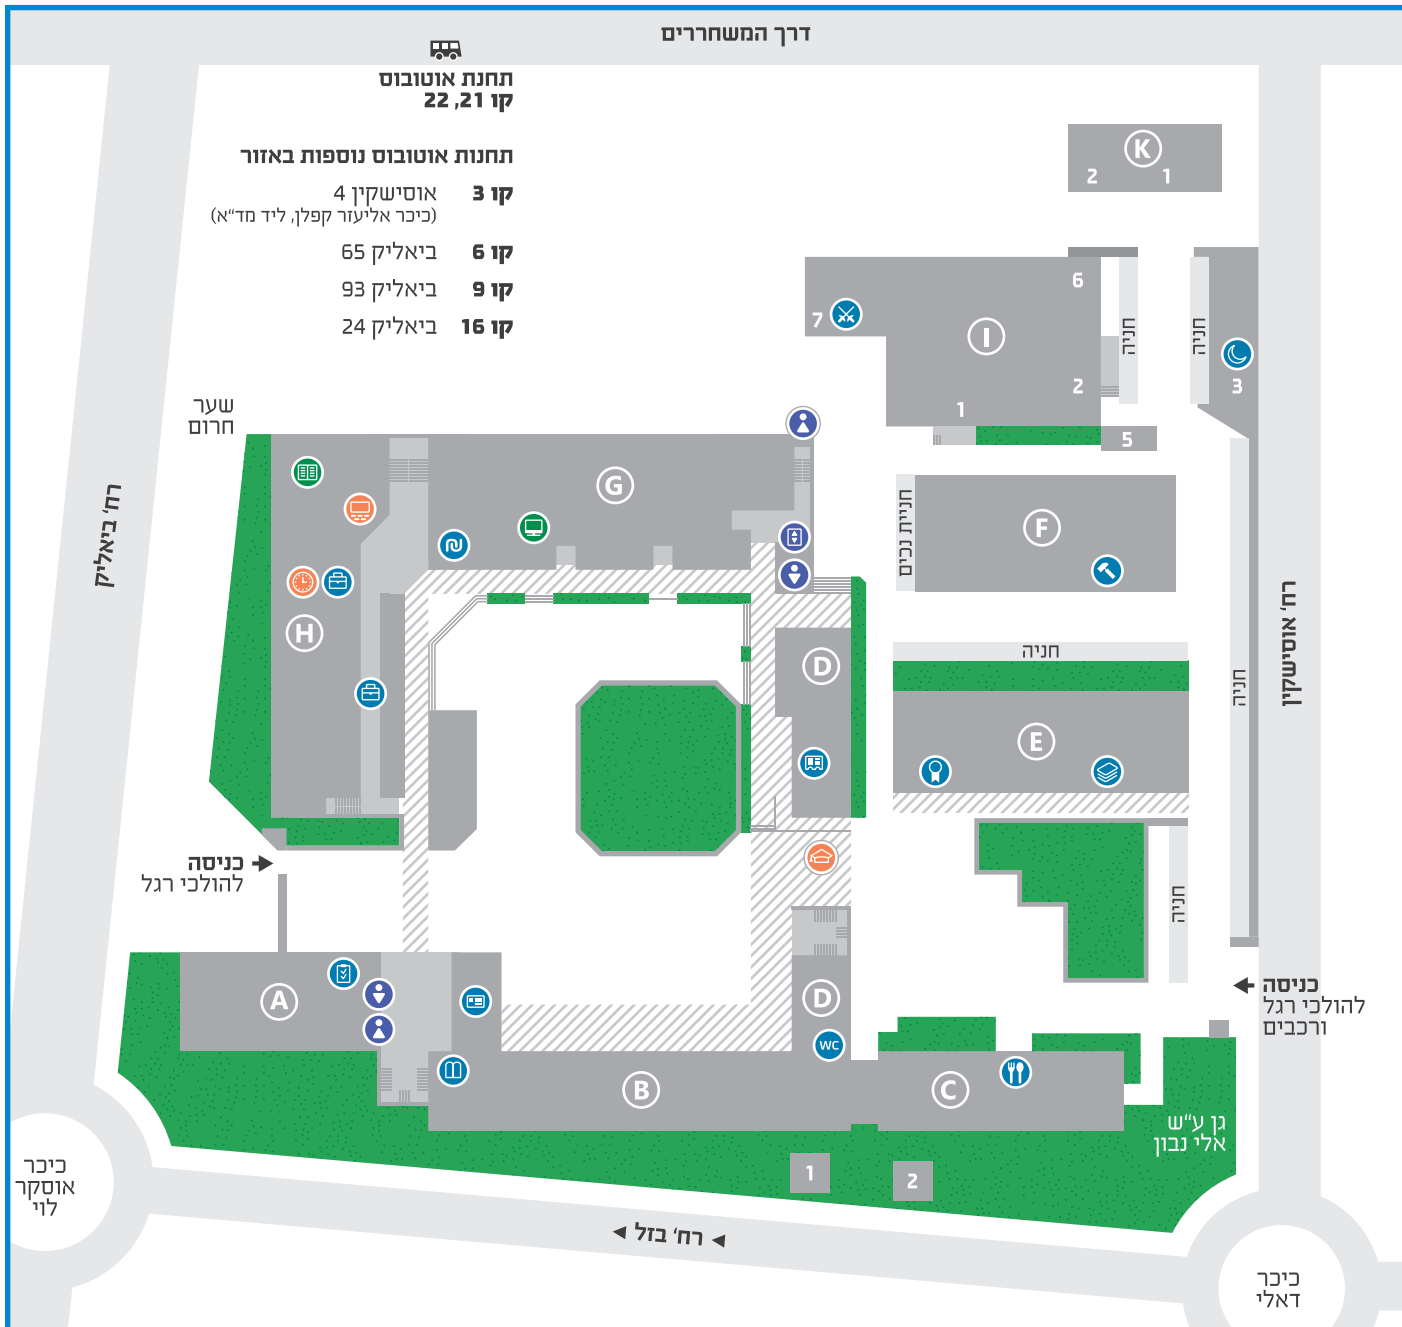 דרך המשחררים
תחנת אוטובוס
קו 21, 22
תחנות אוטובוס נוספות באזור
קו 3 אוסישקין 4
(כיכר אליעזר קפלן, ליד מד"א)
קו 6 ביאליק 65
קו 9 ביאליק 93
קו 16 ביאליק 24
K
2 1
6
7
I
חניה
חניה
2
3
1
5
שער
חרום
G
חניית נכים
F
רח' ביאליק
H
D
חניה
רח' אוסישקין
חניה
E
כניסה
להולכי רגל
חניה
A
D
כניסה
להולכי רגל
ורכבים
WC
B
C
גן ע"ש
אלי נבון
1
2
כיכר
אוסקר
לוי
רח' בזל
כיכר
דאלי
₪